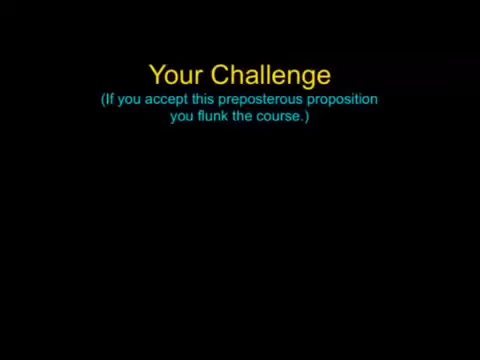 Your Challenge
(If you accept this preposterous proposition
you flunk the course.)